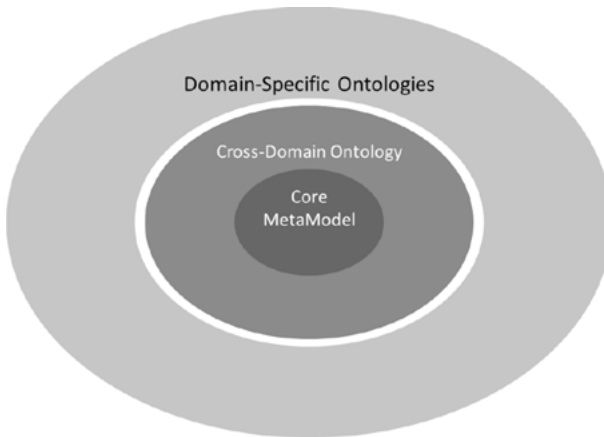 Domain-Specific Ontologies
Cross-Domain Ontology
Core
MetaModel